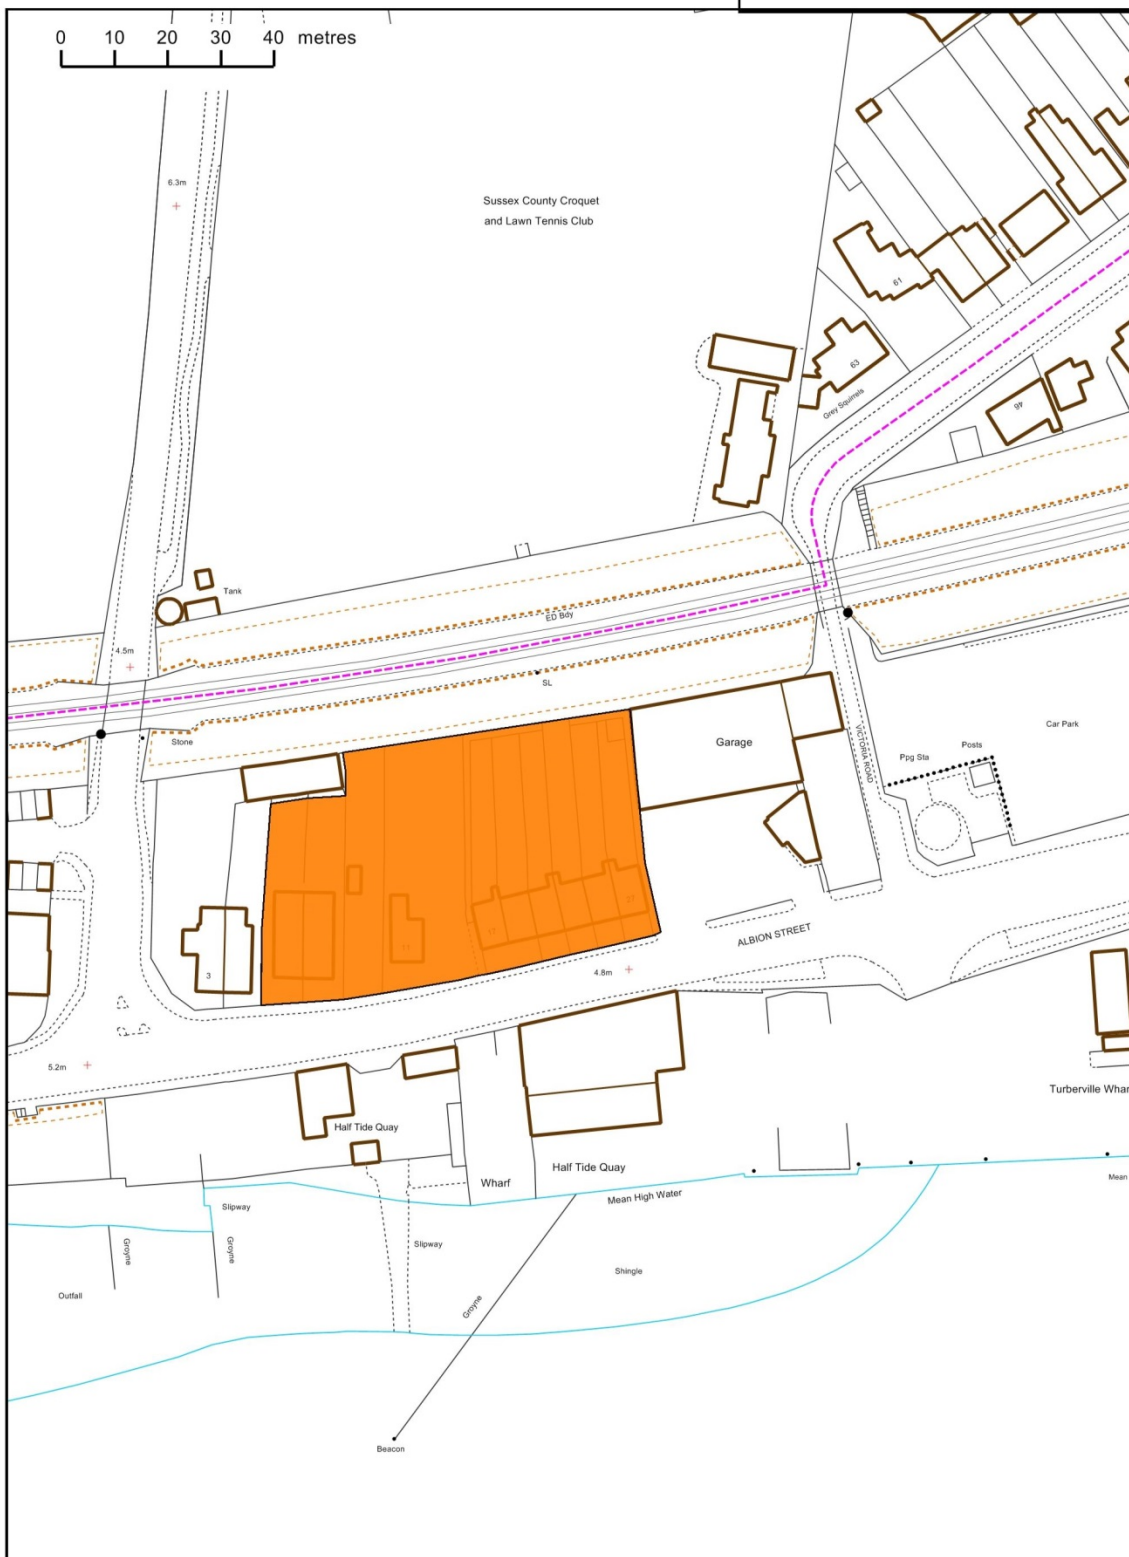 0 10 20 30 40 metres
6.3m
Sussex County Croquet
and Lawn Tennis Club
61
63
Grey Squirrels
46
Tank
ED Bdy
4.5m
SL
Stone
Garage
VICTORIA ROAD
Car Park
Ppg Sta
Posts
11
17
21
3
ALBION STREET
4.8m
5.2m
Turberville Whar
Half Tide Quay
Half Tide Quay
Wharf
Mean High Water
Mean
Slipway
Groyne
Groyne
Slipway
Shingle
Outfall
Groyne
Beacon